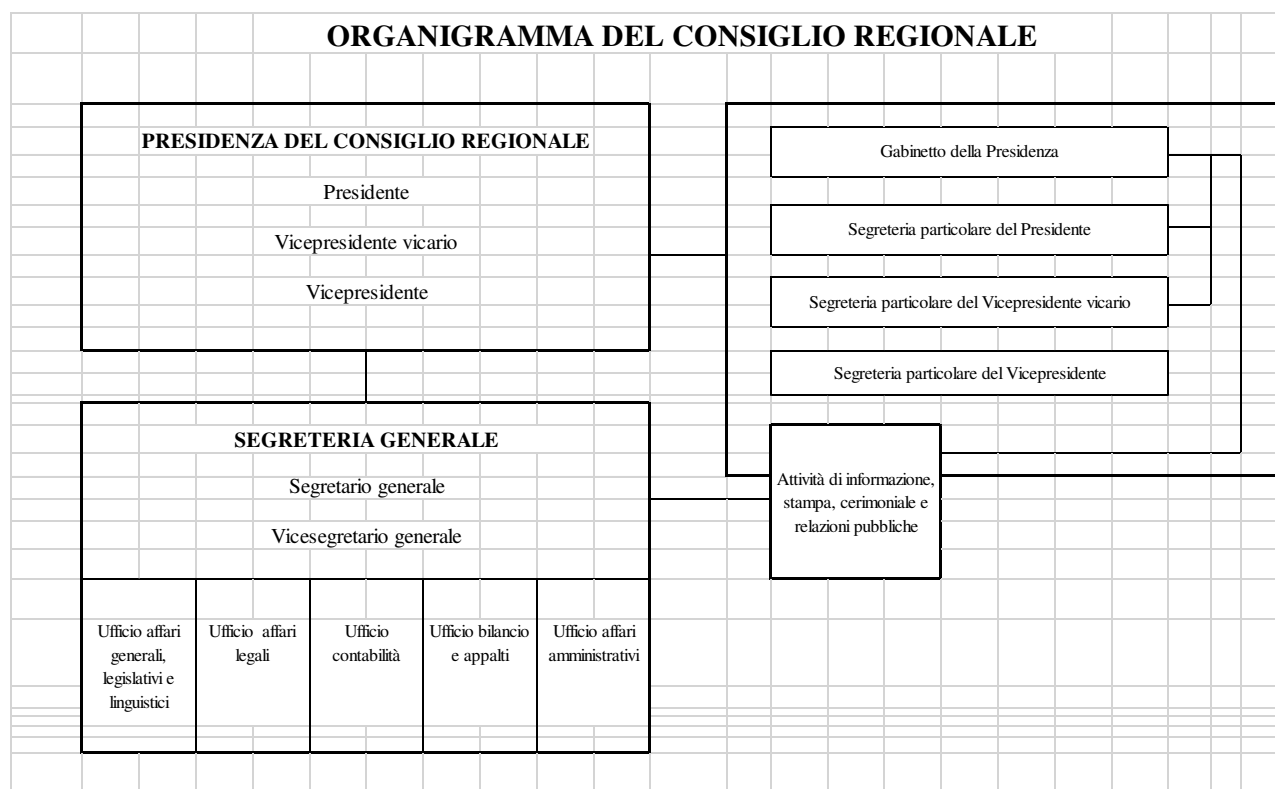 ORGANIGRAMMA DEL CONSIGLIO REGIONALE
PRESIDENZA DEL CONSIGLIO REGIONALE
Presidente
Vicepresidente vicario
Vicepresidente
Gabinetto della Presidenza
Segreteria particolare del Presidente
Segreteria particolare del Vicepresidente vicario
Segreteria particolare del Vicepresidente
SEGRETERIA GENERALE
Segretario generale
Vicesegretario generale
Attività di informazione,
stampa, cerimoniale e
relazioni pubbliche
Ufficio affari
generali,
legislativi e
linguistici
Ufficio affari
legali
Ufficio
contabilità
Ufficio bilancio
e appalti
Ufficio affari
amministrativi